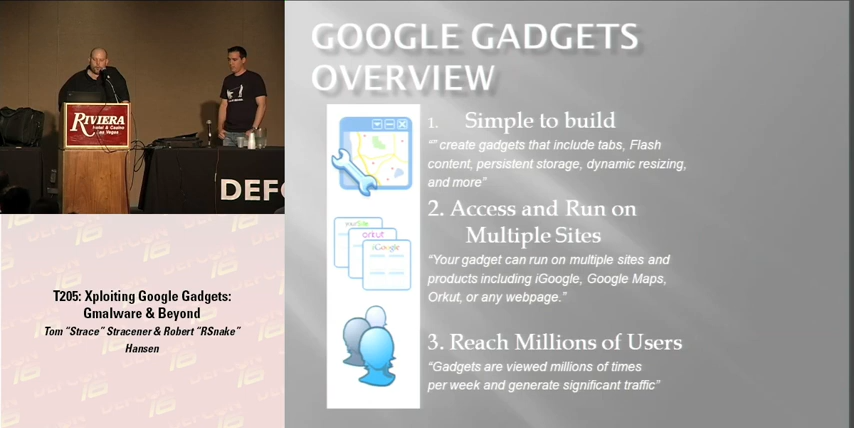 RIVIERA
Hotel & Casino
Las Vegas
DEFC
T205: Xploiting Google Gadgets:
Gmalware & Beyond
Tom "Strace" Stracener & Robert "RSnake"
Hansen
GOOGLE GADGETS
OVERVIEW
1. Simple to build
"" create gadgets that include tabs, Flash
content, persistent storage, dynamic resizing,
and more"
yourSite
orkut
iGoogle
2. Access and Run on
Multiple Sites
"Your gadget can run on multiple sites and
products including iGoogle, Google Maps,
Orkut, or any webpage."
3. Reach Millions of Users
"Gadgets are viewed millions of times
per week and generate significant traffic"